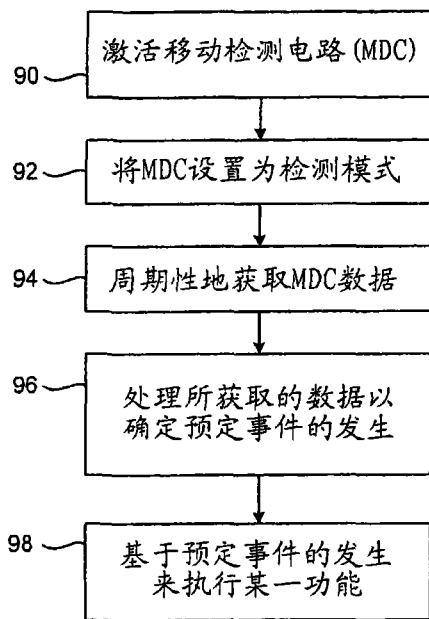 激活移动检测电路(MDC)
90
将MDC设置为检测模式
92
周期性地获取MDC数据
94
处理所获取的数据以
确定预定事件的发生
96
基于预定事件的发生
来执行某一功能
98